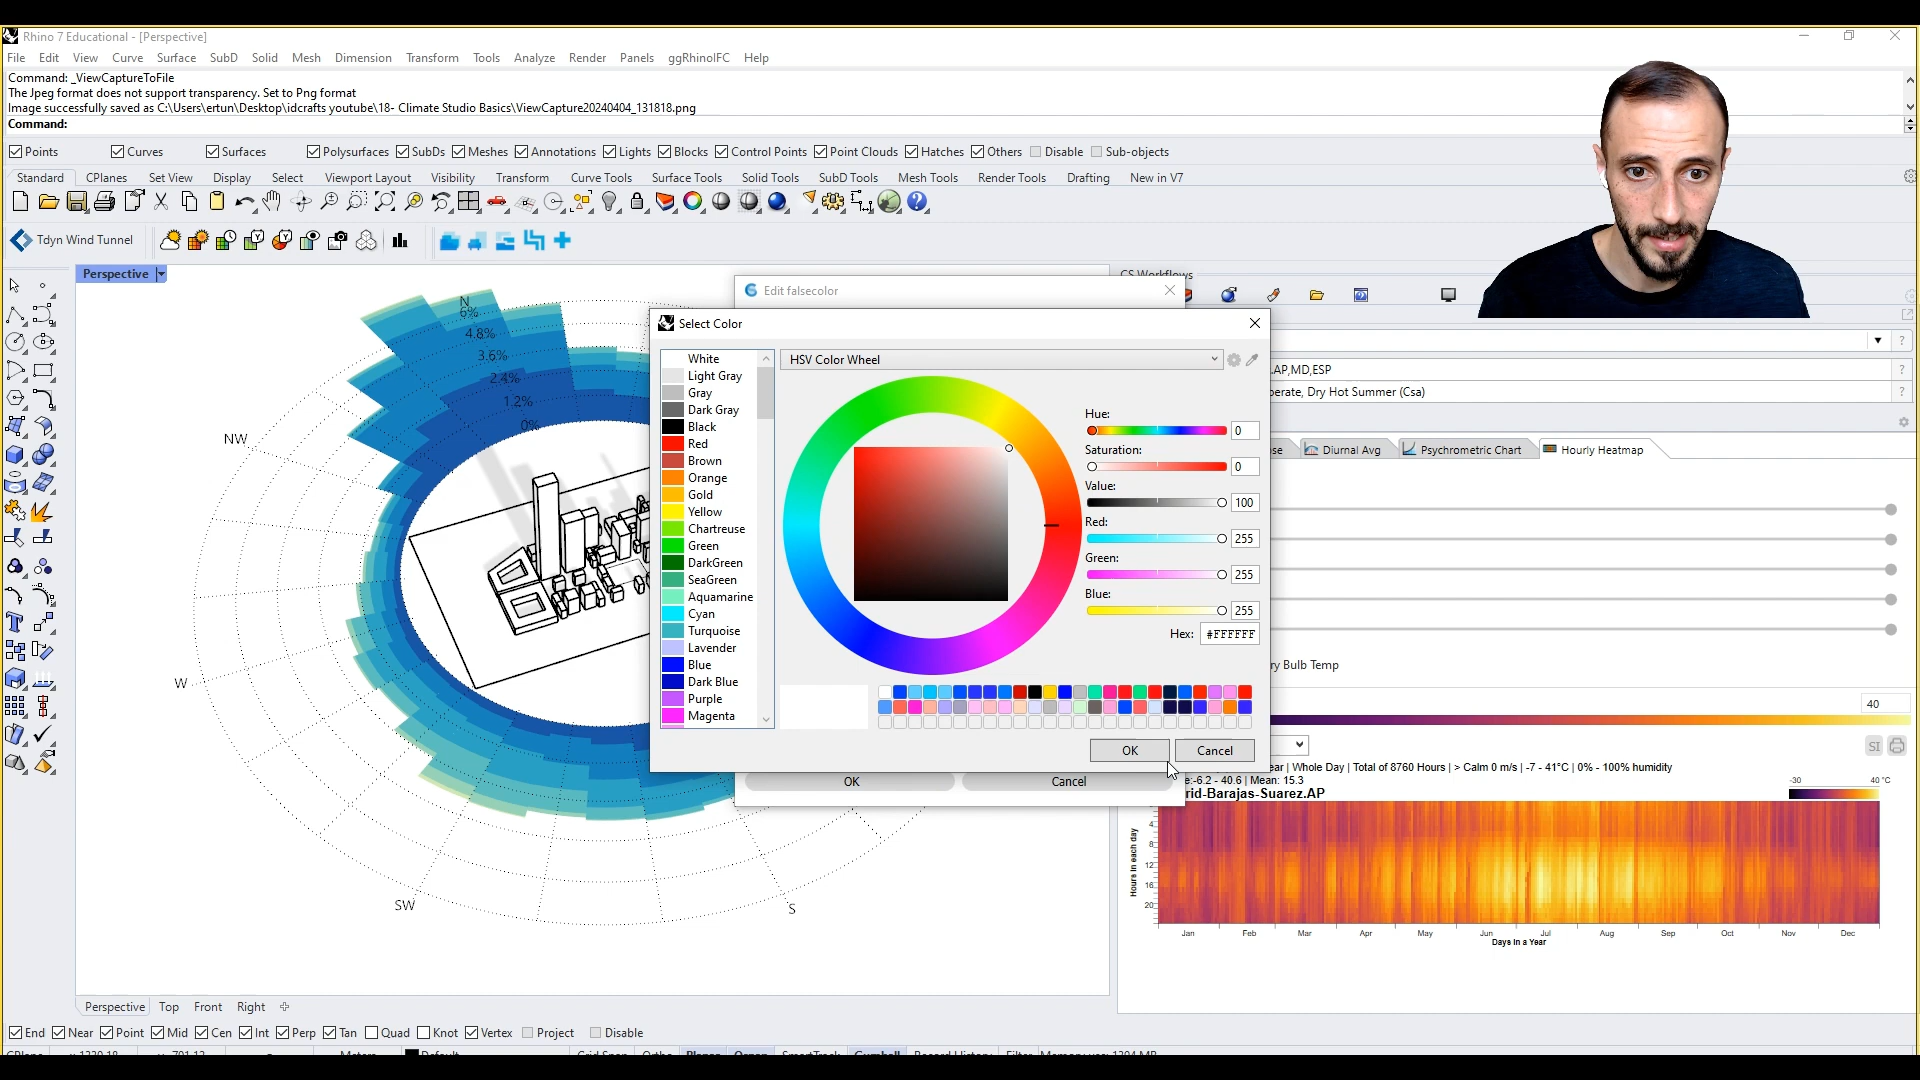 Rhino 7 Educational - [Perspective]
File Edit View Curve Surface SubD Solid Mesh Dimension Transform Tools Analyze Render Panels ggRhinoIFC Help
Command: _ViewCaptureToFile
The Jpeg format does not support transparency. Set to Png format
Image successfully saved as C:\Users\ertun\Desktop\idcrafts youtube\18- Climate Studio Basics\ViewCapture20240404_131818.png
Command:
Points Curves Surfaces Polysurfaces SubDs Meshes Annotations Lights Blocks Control Points Point Clouds Hatches Others Disable Sub-objects
Standard CPlanes Set View Display Select Viewport Layout Visibility Transform Curve Tools Surface Tools Solid Tools SubD Tools Mesh Tools Render Tools Drafting New in V7
Tdyn Wind Tunnel
Perspective
CS Workflows
Edit falsecolor
Select Color
HSV Color Wheel
White
Light Gray
Gray
Dark Gray
Black
Red
Brown
Orange
Gold
Yellow
Chartreuse
Green
DarkGreen
SeaGreen
Aquamarine
Cyan
Turquoise
Lavender
Blue
Dark Blue
Purple
Magenta
Hue:
0
Saturation:
0
Value:
100
Red:
255
Green:
255
Blue:
255
Hex: #FFFFFF
OK Cancel
OK Cancel
N
6%
4.8%
3.6%
2.4%
1.2%
0%
NW
W
SW
S
.AP,MD,ESP
perate, Dry Hot Summer (Csa)
se Diurnal Avg Psychrometric Chart Hourly Heatmap
ry Bulb Temp
40
SI
ear | Whole Day | Total of 8760 Hours | > Calm 0 m/s | -7 - 41°C | 0% - 100% humidity
e:-6.2 - 40.6 | Mean: 15.3
rid-Barajas-Suarez.AP
-30 40 °C
Hours in each day
4
8
12
16
20
Jan Feb Mar Apr May Jun Jul Aug Sep Oct Nov Dec
Days in a Year
Perspective Top Front Right
End Near Point Mid Cen Int Perp Tan Quad Knot Vertex Project Disable